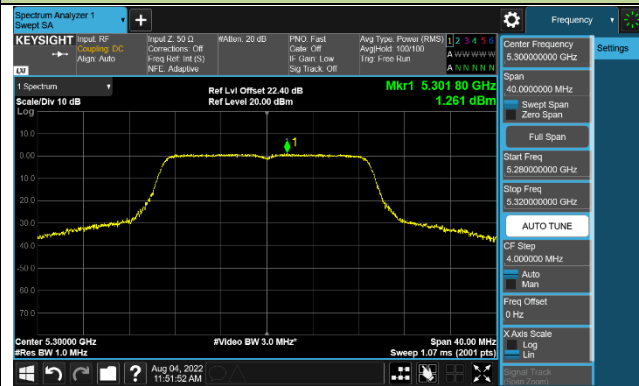 Spectrum Analyzer 1
Swept SA
Frequency
KEYSIGHT
Input: RF
Coupling: DC
Align: Auto
Input Z: 50 Ω
Corrections: Off
Freq Ref: Int (S)
NFE: Adaptive
#Atten: 20 dB
PNO: Fast
Gate: Off
IF Gain: Low
Sig Track: Off
Avg Type: Power (RMS)
Avg|Hold: 100/100
Trig: Free Run
1 2 3 4 5 6
A W W W W W
A N N N N N
LXI
1 Spectrum
Scale/Div 10 dB
Log
Ref Lvl Offset 22.40 dB
Ref Level 20.00 dBm
Mkr1 5.301 80 GHz
1.261 dBm
1
10.0
0.00
-10.0
-20.0
-30.0
-40.0
-50.0
-60.0
-70.0
Center 5.30000 GHz
#Res BW 1.0 MHz
#Video BW 3.0 MHz*
Span 40.00 MHz
Sweep 1.07 ms (2001 pts)
Center Frequency
5.300000000 GHz
Settings
Span
40.0000000 MHz
Swept Span
Zero Span
Full Span
Start Freq
5.280000000 GHz
Stop Freq
5.320000000 GHz
AUTO TUNE
CF Step
4.000000 MHz
Auto
Man
Freq Offset
0 Hz
X Axis Scale
Log
Lin
Signal Track
(Span Zoom)
Aug 04, 2022
11:51:52 AM